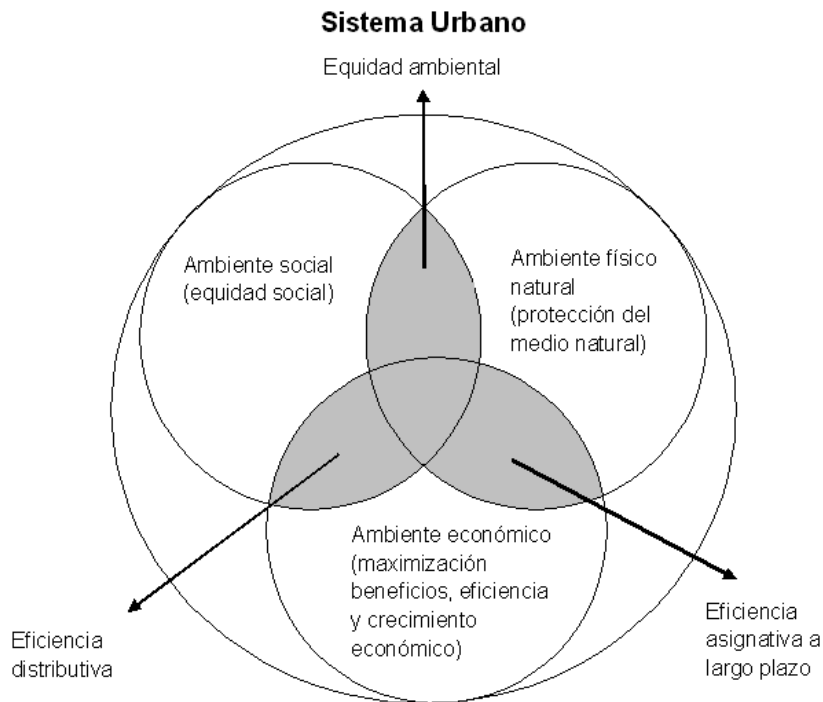 Sistema Urbano
Equidad ambiental
Ambiente social
(equidad social)
Ambiente físico
natural
(protección del
medio natural)
Ambiente económico
(maximización
beneficios, eficiencia
y crecimiento
económico)
Eficiencia
distributiva
Eficiencia
asignativa a
largo plazo